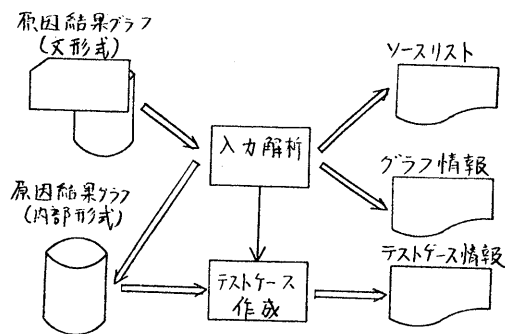 原因結果グラフ
(文形式)
ソースリスト
入力解析
グラフ情報
原因結果グラフ
(内部形式)
テストケース情報
テストケース
作成